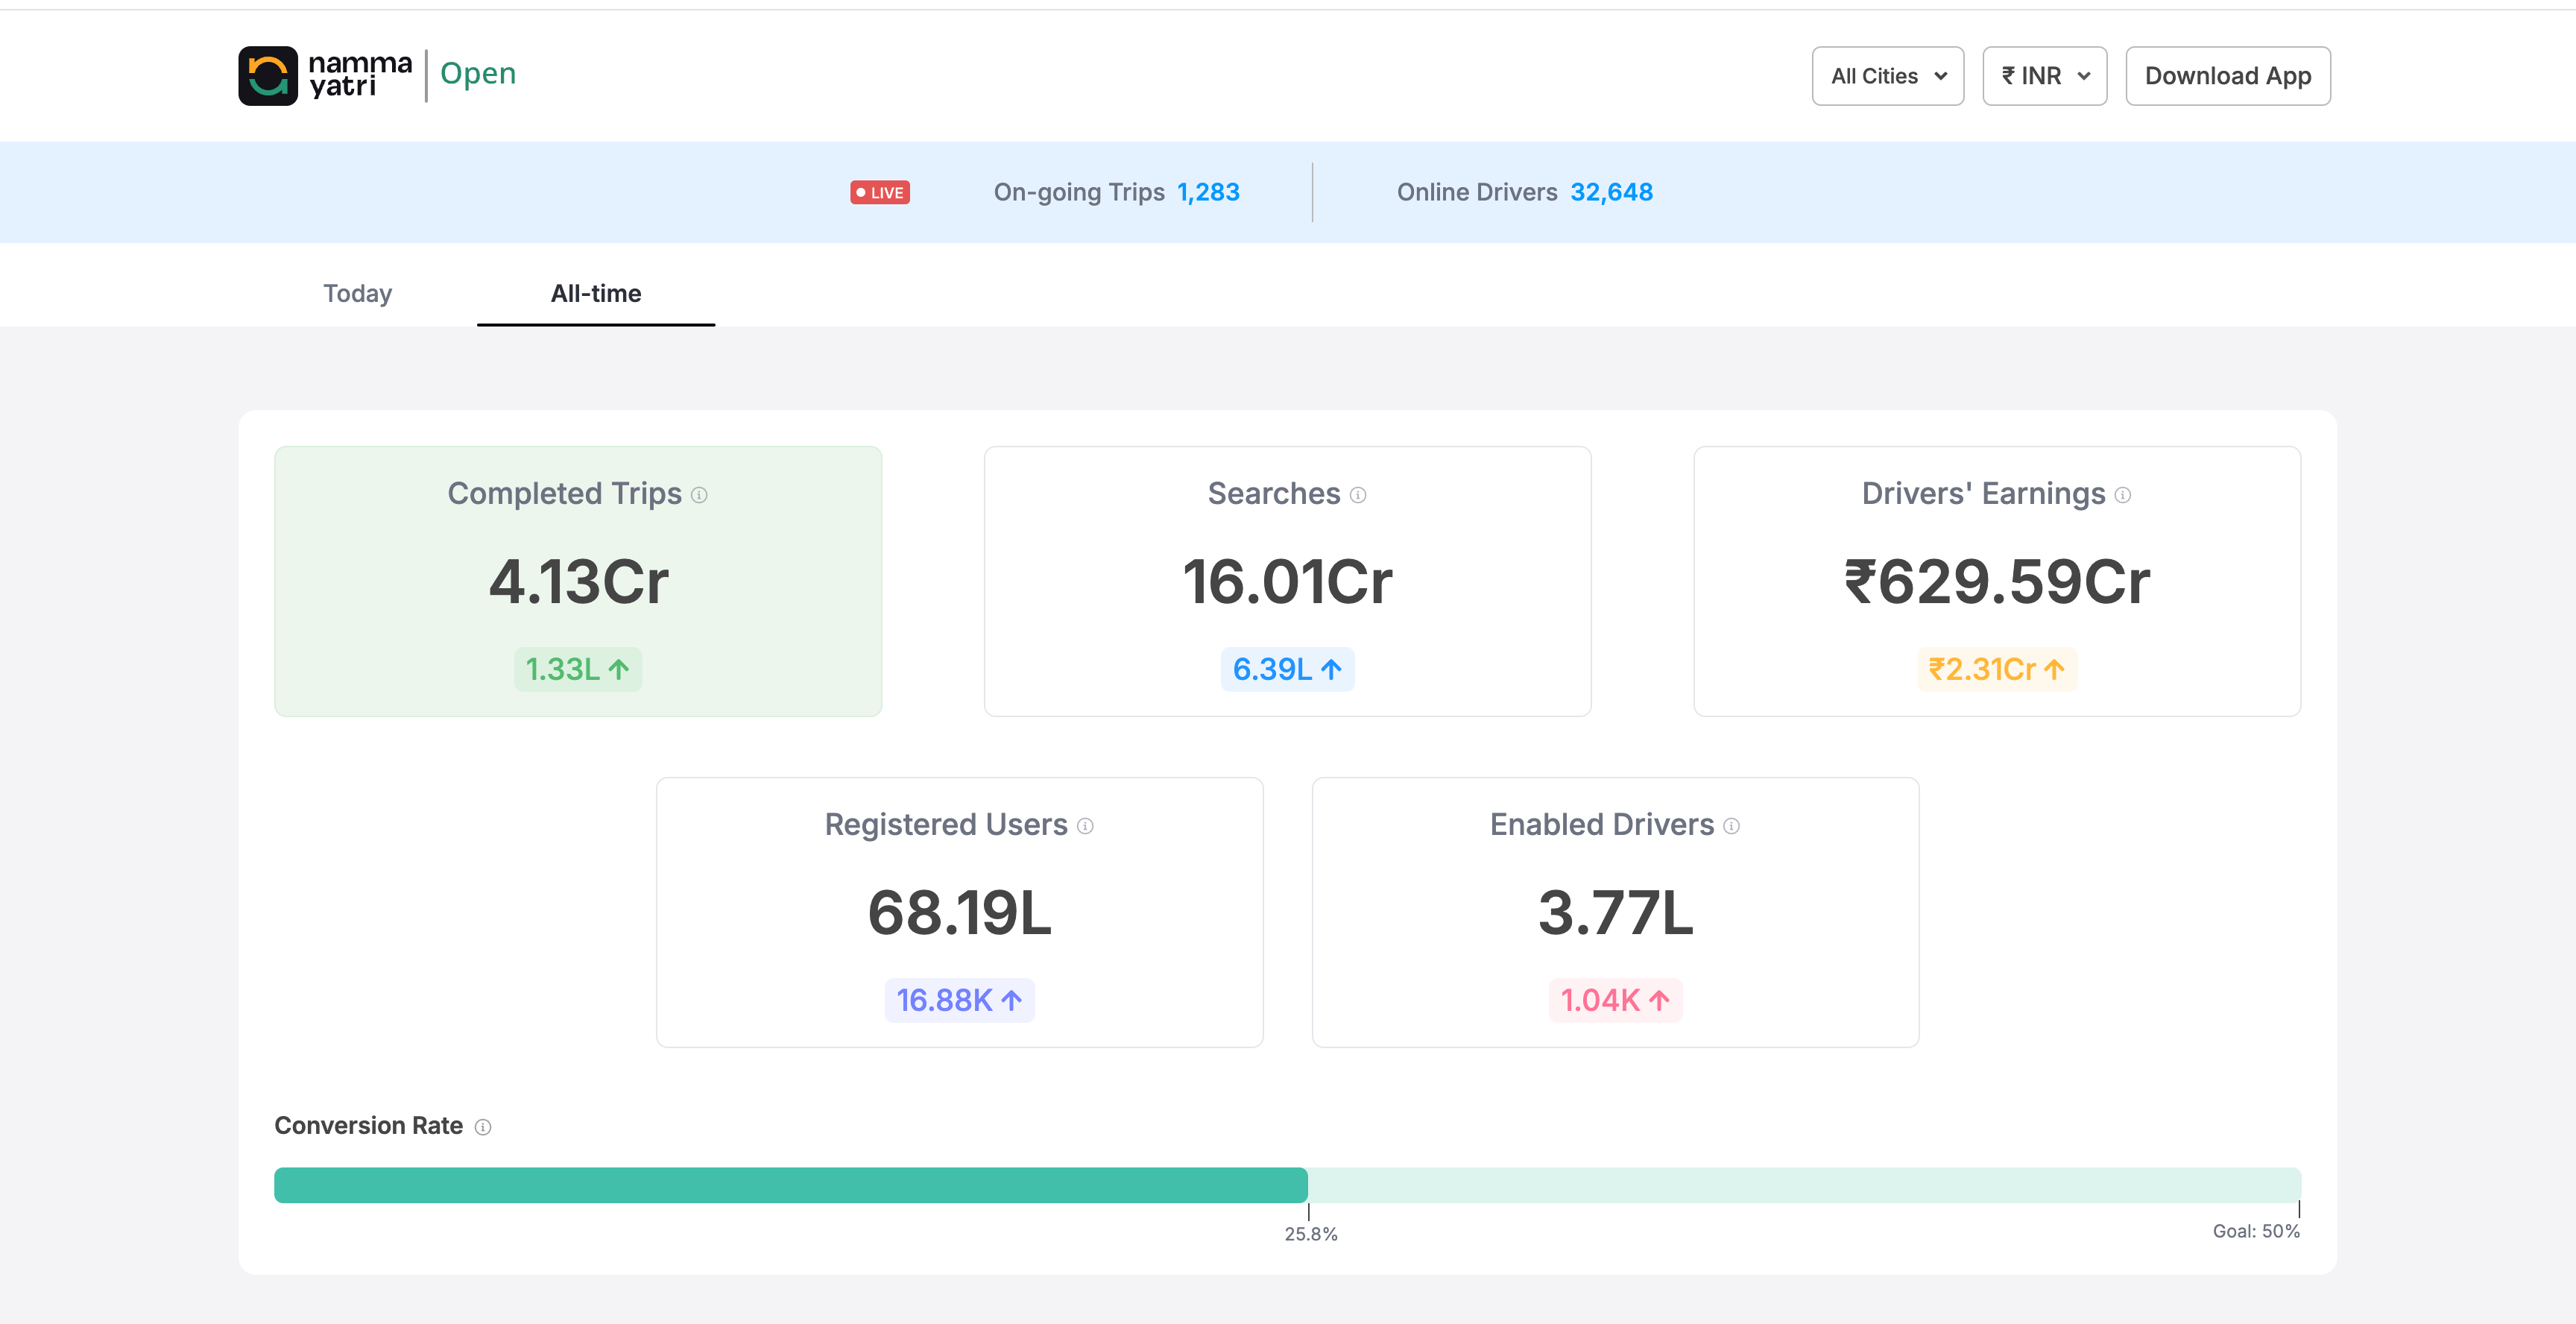 namma
yatri
Open
All Cities
₹ INR
Download App
LIVE
On-going Trips 1,283
Online Drivers 32,648
Today
All-time
Completed Trips
4.13Cr
1.33L↑
Searches
16.01Cr
6.39L↑
Drivers' Earnings
₹629.59Cr
₹2.31Cr↑
Registered Users
68.19L
16.88K↑
Enabled Drivers
3.77L
1.04K↑
Conversion Rate
25.8%
Goal: 50%